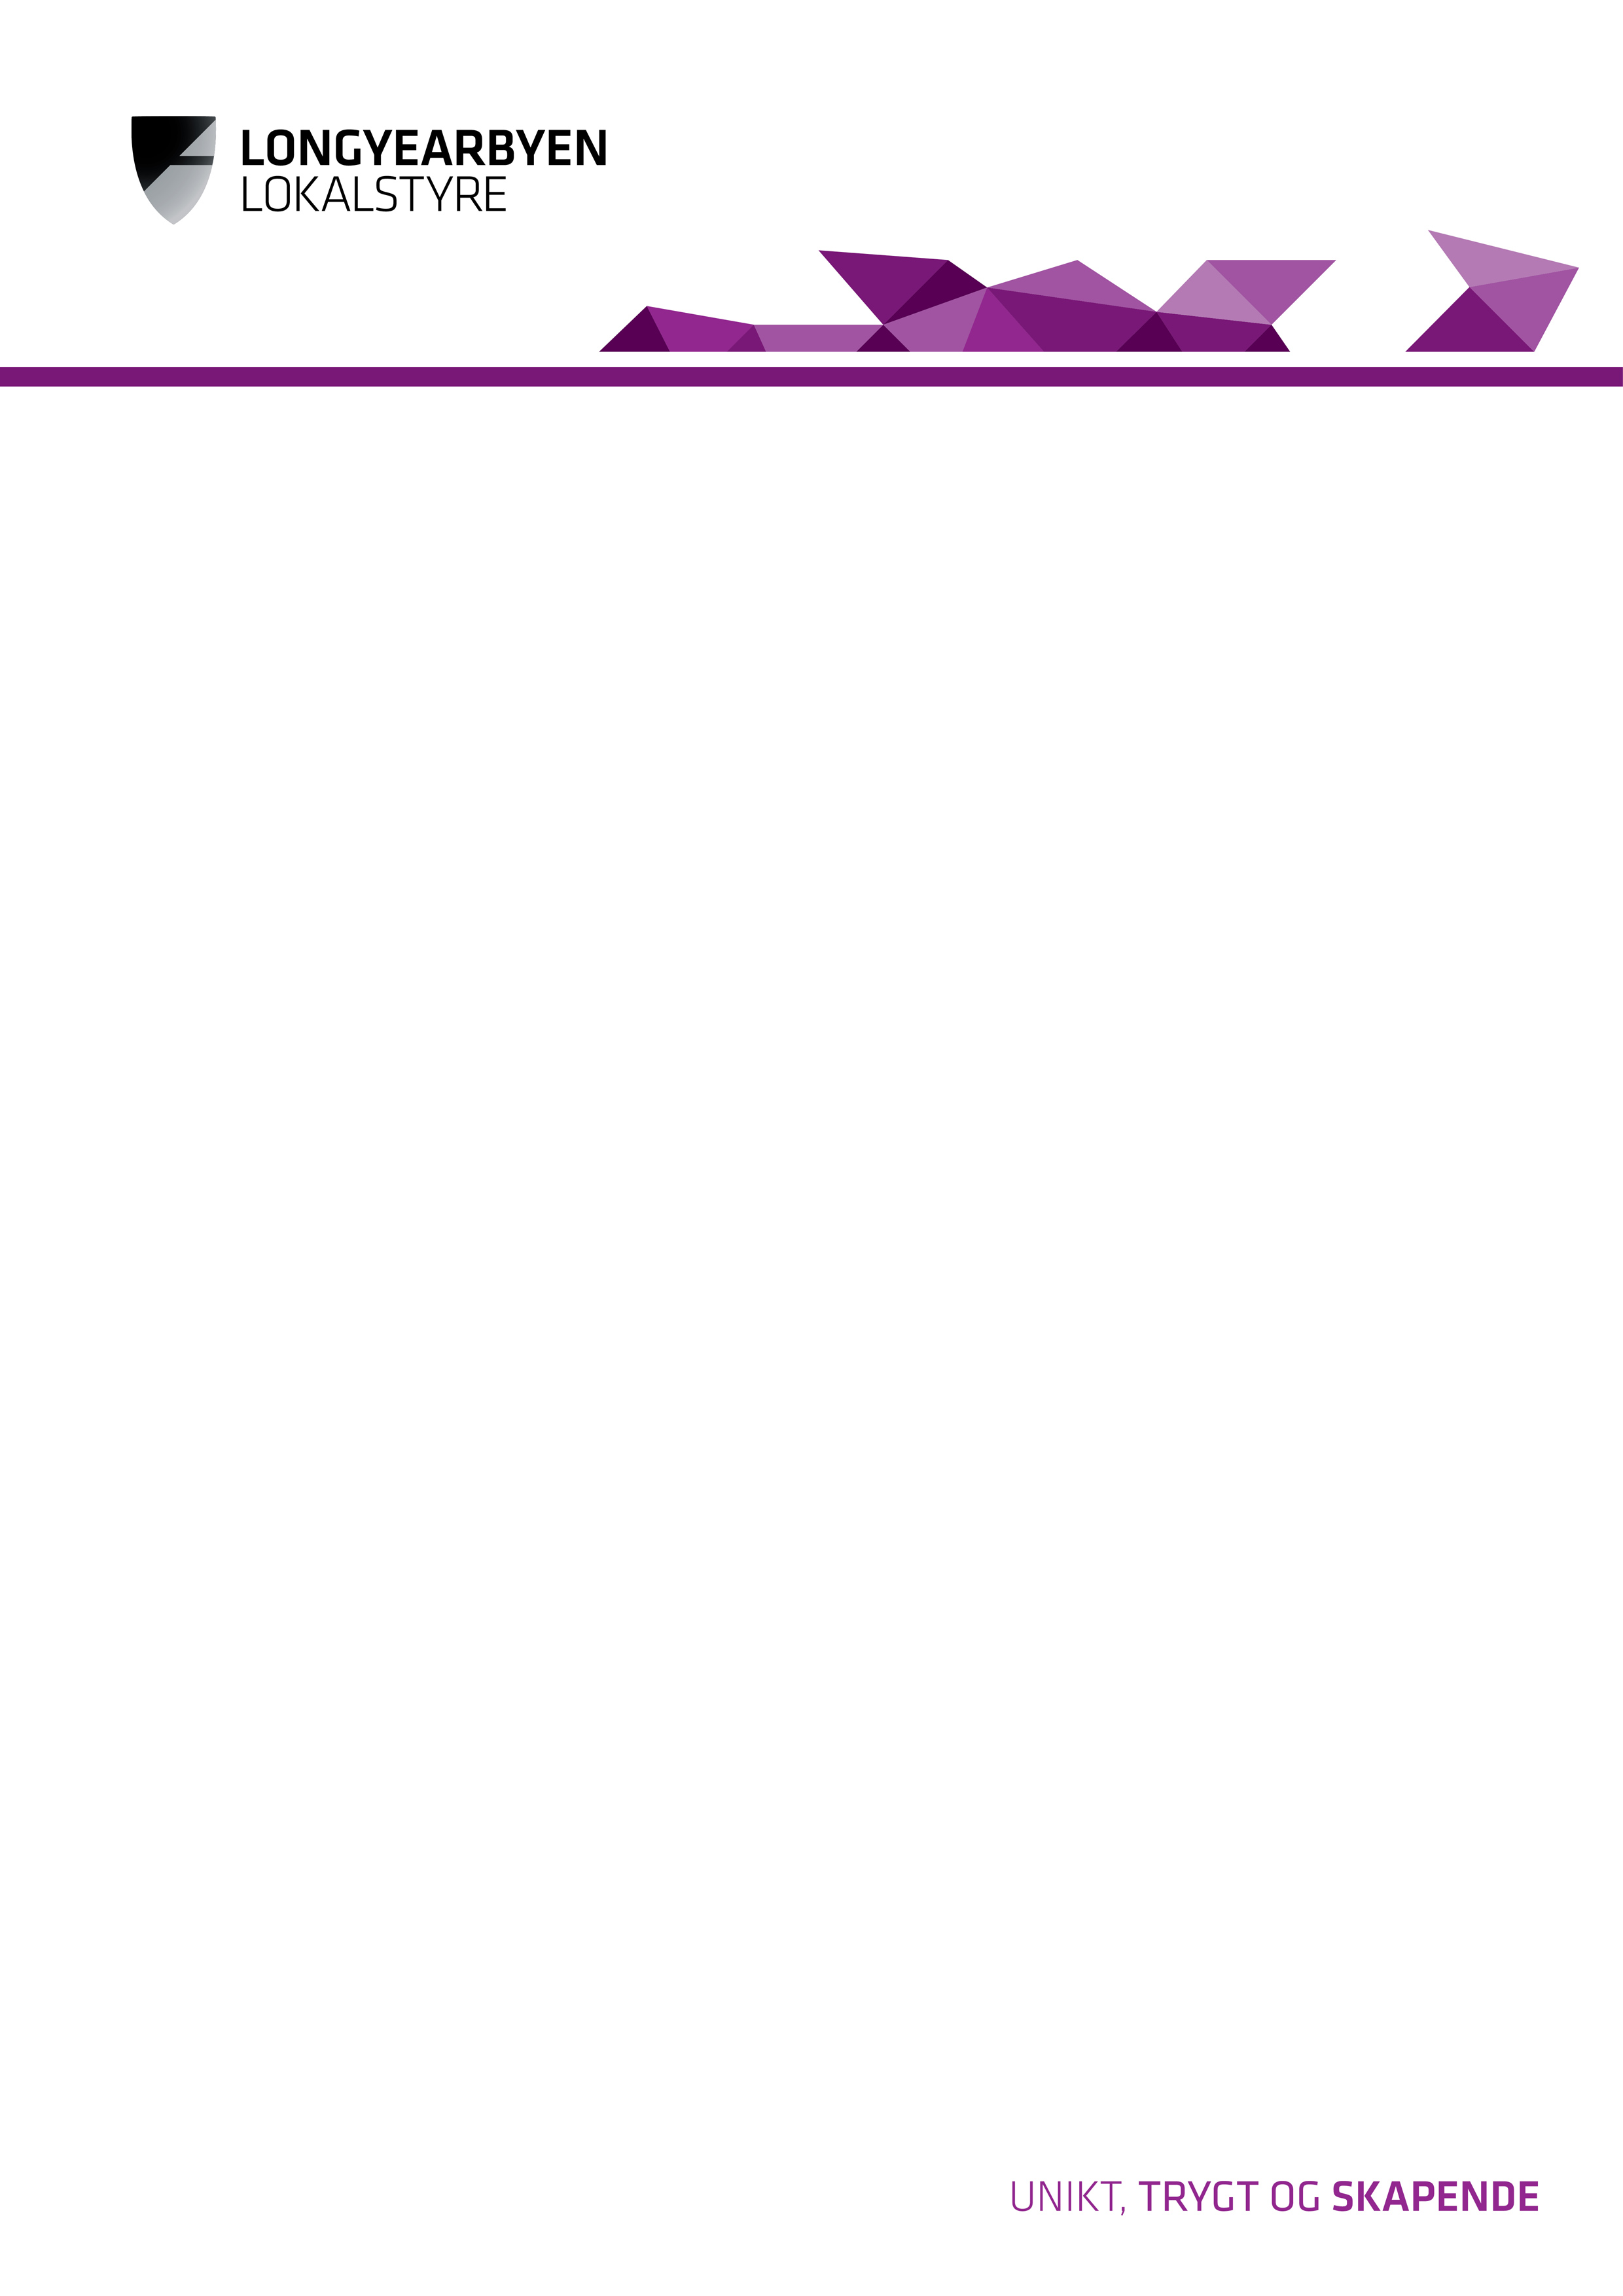 LONGYEARBYEN
LOKALSTYRE
UNIKT, TRYGT OG SKAPENDE